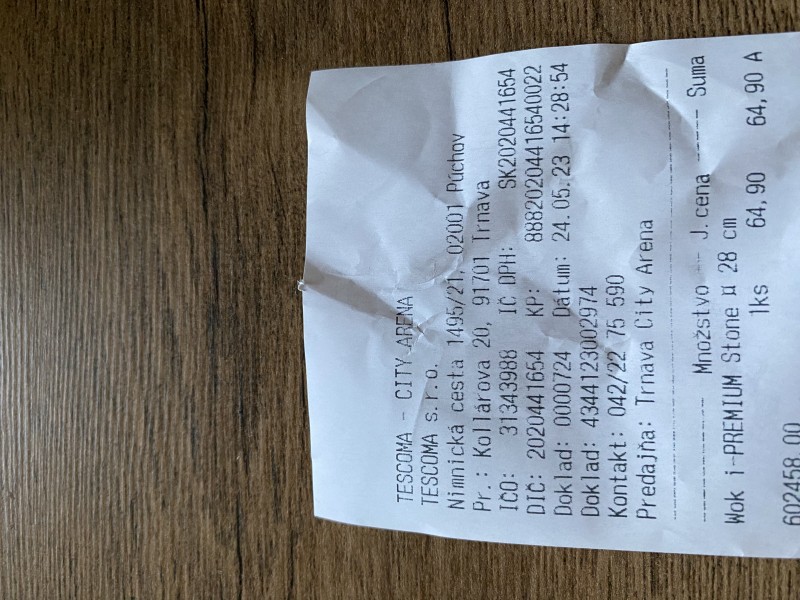 TESCOMA - CITY ARENA
TESCOMA s.r.o.
Nimnická cesta 1495/21, 02001 Púchov
Pr.: Kollárova 20, 91701 Trnava
IČO: 31343988 IČ DPH: SK2020441654
DIČ: 2020441654 KP: 8882020441654​0022
Doklad: 0000724 Dátum: 24.05.23 14:28:54
Doklad: 4344123002974
Kontakt: 042/22 75 590
Predajňa: Trnava City Arena
Množstvo -- J.cena ----- Suma
Wok i-PREMIUM Stone ¤ 28 cm
1ks 64,90 64,90 A
602458.00